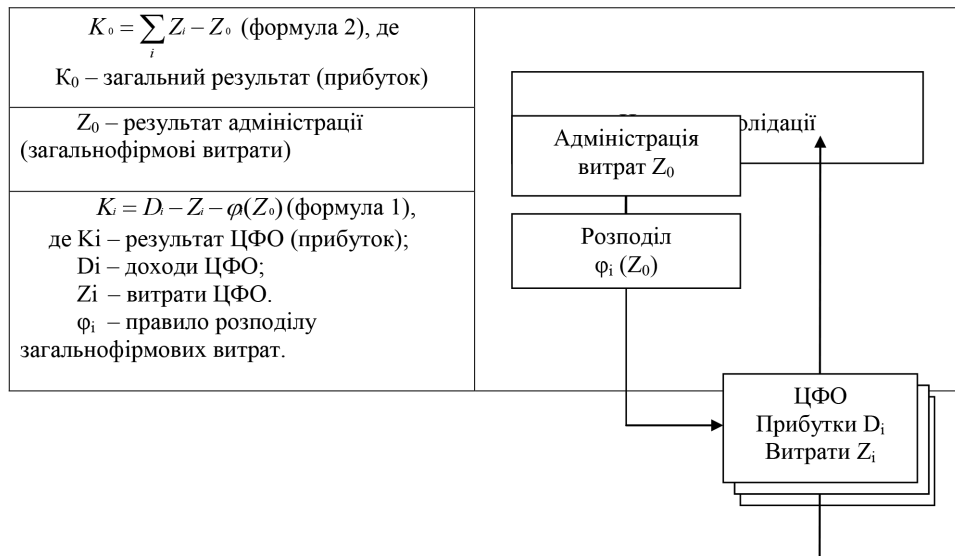 K₀ = ∑ᵢ Zᵢ − Z₀ (формула 2), де
K₀ – загальний результат (прибуток)
Z₀ – результат адміністрації
(загальнофірмові витрати)
Kᵢ = Dᵢ − Zᵢ − φᵢ(Z₀) (формула 1),
де Ki – результат ЦФО (прибуток);
Di – доходи ЦФО;
Zi – витрати ЦФО.
φᵢ – правило розподілу
загальнофірмових витрат.
Адміністрація
витрат Z₀
Розподіл
φᵢ (Z₀)
ЦФО
Прибутки Dᵢ
Витрати Zᵢ